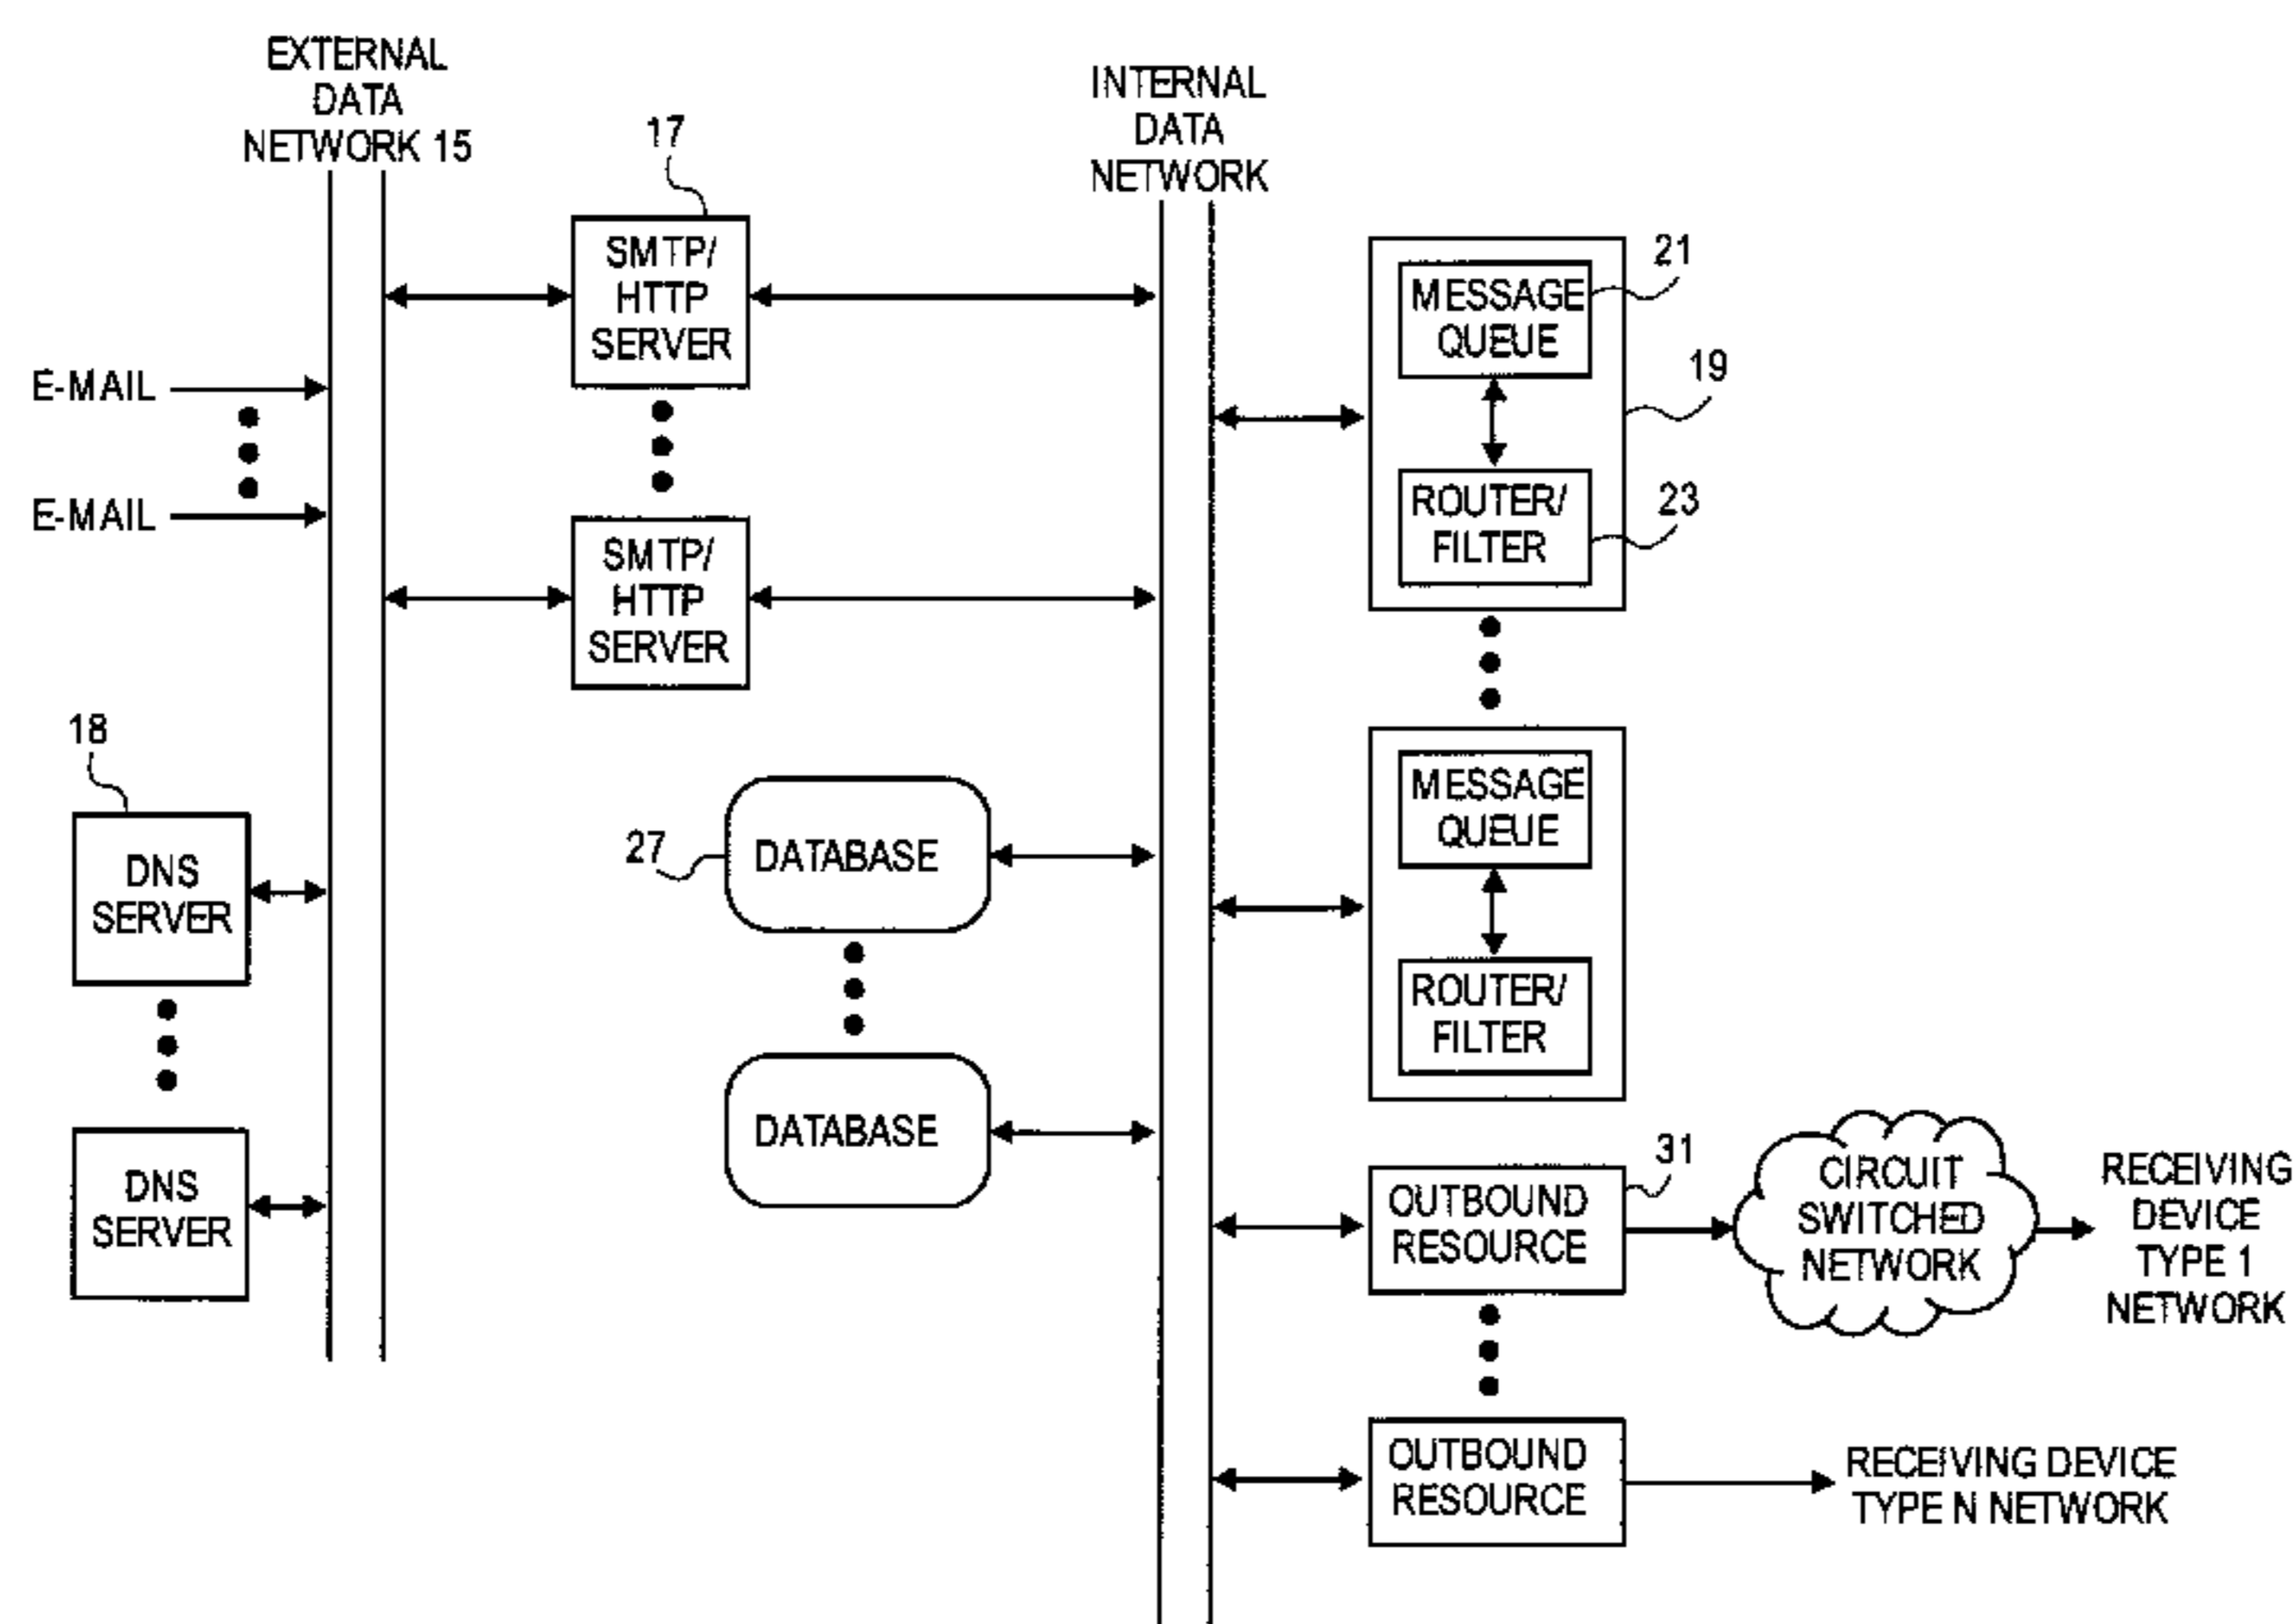 EXTERNAL
DATA
NETWORK 15
INTERNAL
DATA
NETWORK
17
SMTP/
HTTP
SERVER
21
MESSAGE
QUEUE
19
E-MAIL
E-MAIL
ROUTER/
FILTER
23
SMTP/
HTTP
SERVER
18
DNS
SERVER
27
DATABASE
MESSAGE
QUEUE
ROUTER/
FILTER
DNS
SERVER
DATABASE
31
OUTBOUND
RESOURCE
CIRCUIT
SWITCHED
NETWORK
RECEIVING
DEVICE
TYPE 1
NETWORK
OUTBOUND
RESOURCE
RECEIVING DEVICE
TYPE N NETWORK